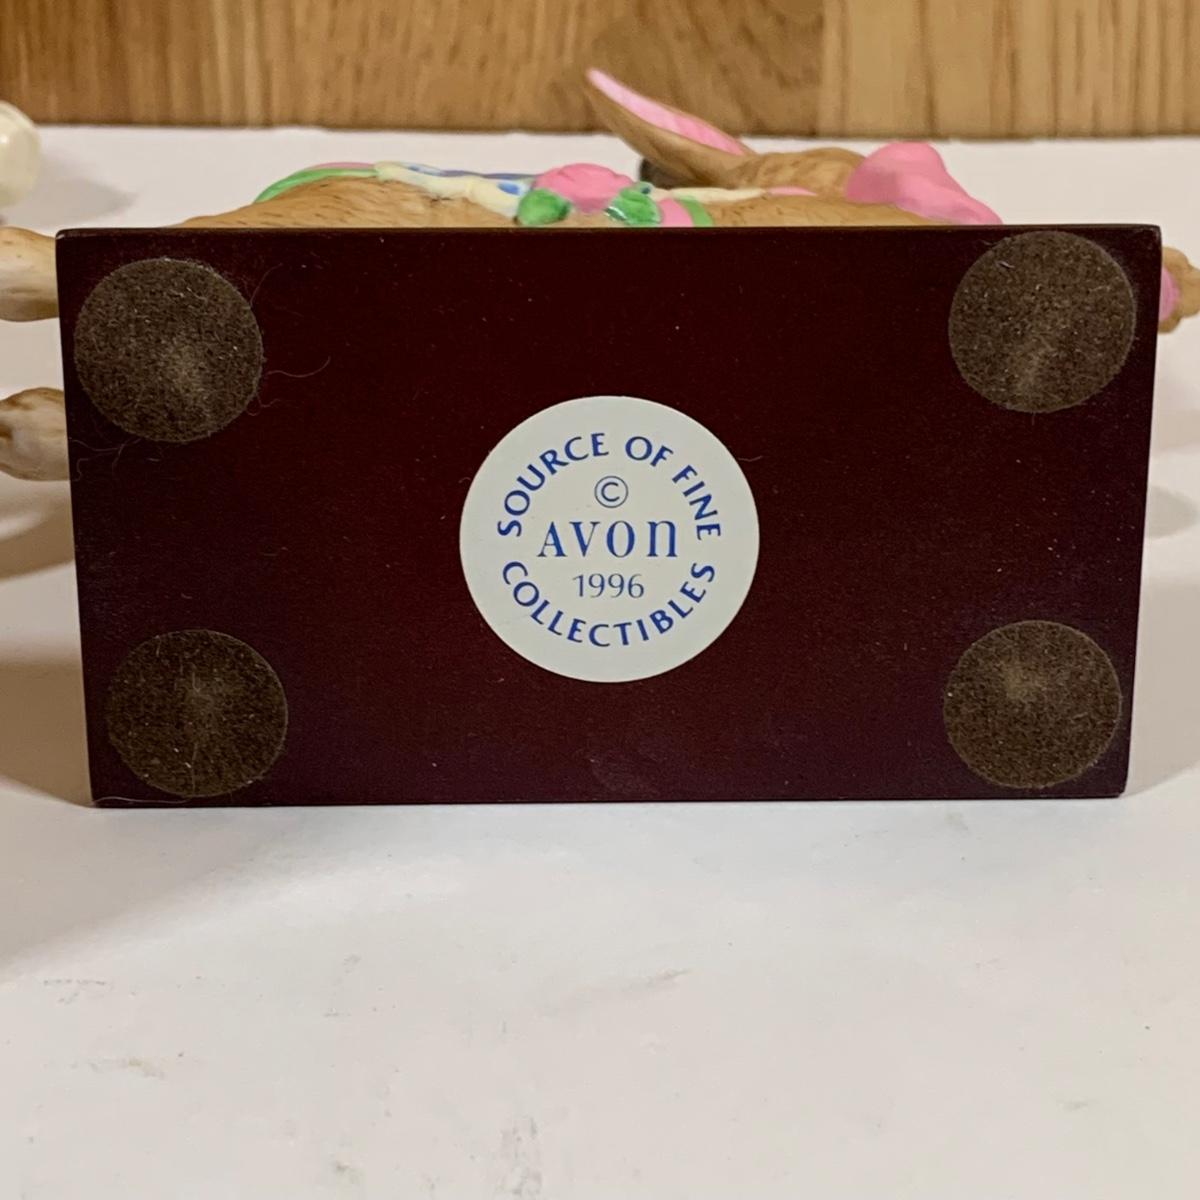 SOURCE OF FINE
©
AVON
1996
COLLECTIBLES